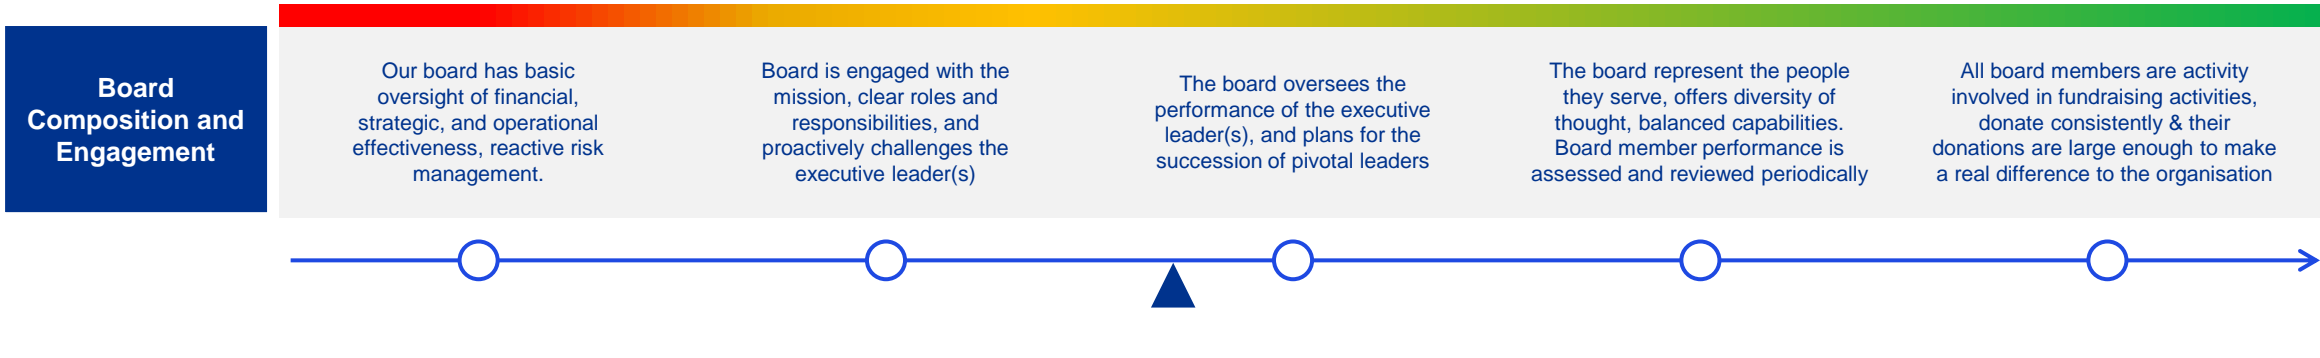 Board
Composition and
Engagement
Our board has basic
oversight of financial,
strategic, and operational
effectiveness, reactive risk
management.
Board is engaged with the
mission, clear roles and
responsibilities, and
proactively challenges the
executive leader(s)
The board oversees the
performance of the executive
leader(s), and plans for the
succession of pivotal leaders
The board represent the people
they serve, offers diversity of
thought, balanced capabilities.
Board member performance is
assessed and reviewed periodically
All board members are activity
involved in fundraising activities,
donate consistently & their
donations are large enough to make
a real difference to the organisation